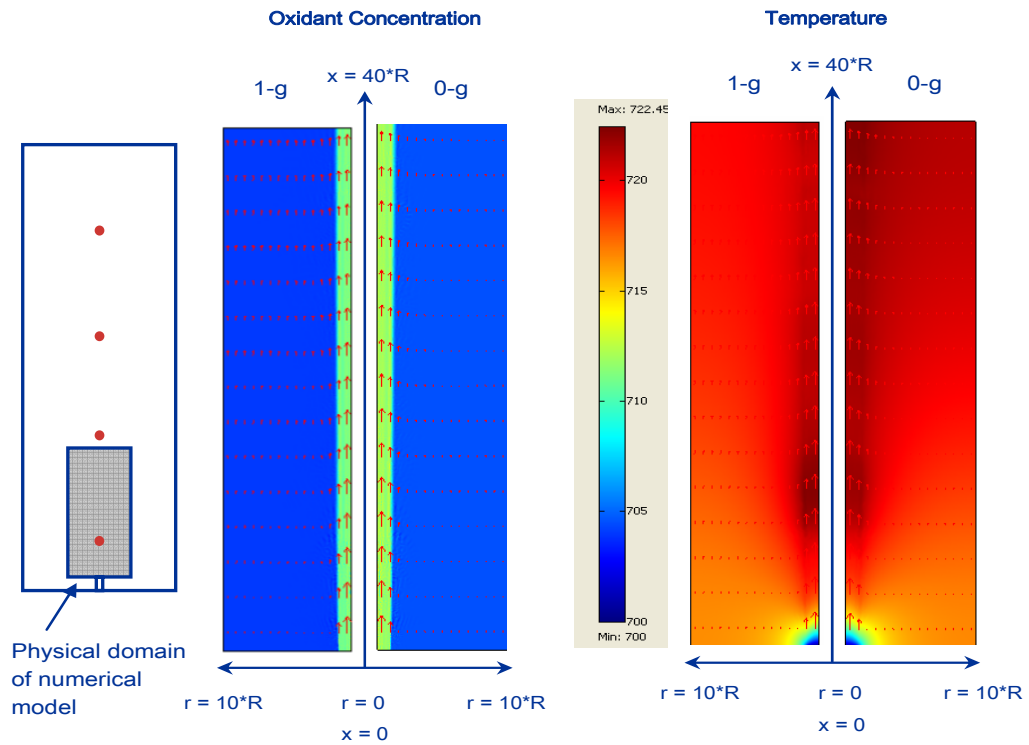 Oxidant Concentration
Temperature
x = 40*R
1-g
0-g
x = 40*R
1-g
0-g
Max: 722.45
720
715
710
705
700
Min: 700
Physical domain
of numerical
model
r = 10*R
r = 0
r = 10*R
x = 0
r = 10*R
r = 0
r = 10*R
x = 0